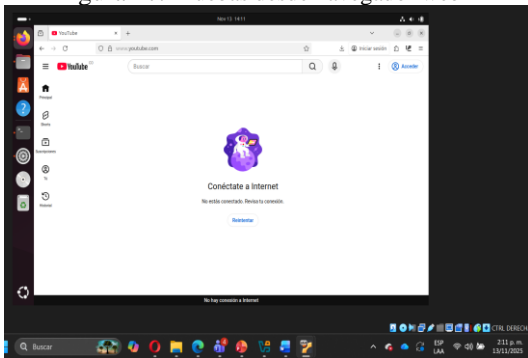 Nov 13 14:11
YouTube
www.youtube.com
Iniciar sesión
YouTube
Buscar
Acceder
Principal
Shorts
Suscripciones
Tú
Historial
Conéctate a Internet
No estás conectado. Revisa tu conexión.
Reintentar
No hay conexión a Internet
CTRL DERECH
Buscar
ESP
LAA
2:11 p. m.
13/11/2025